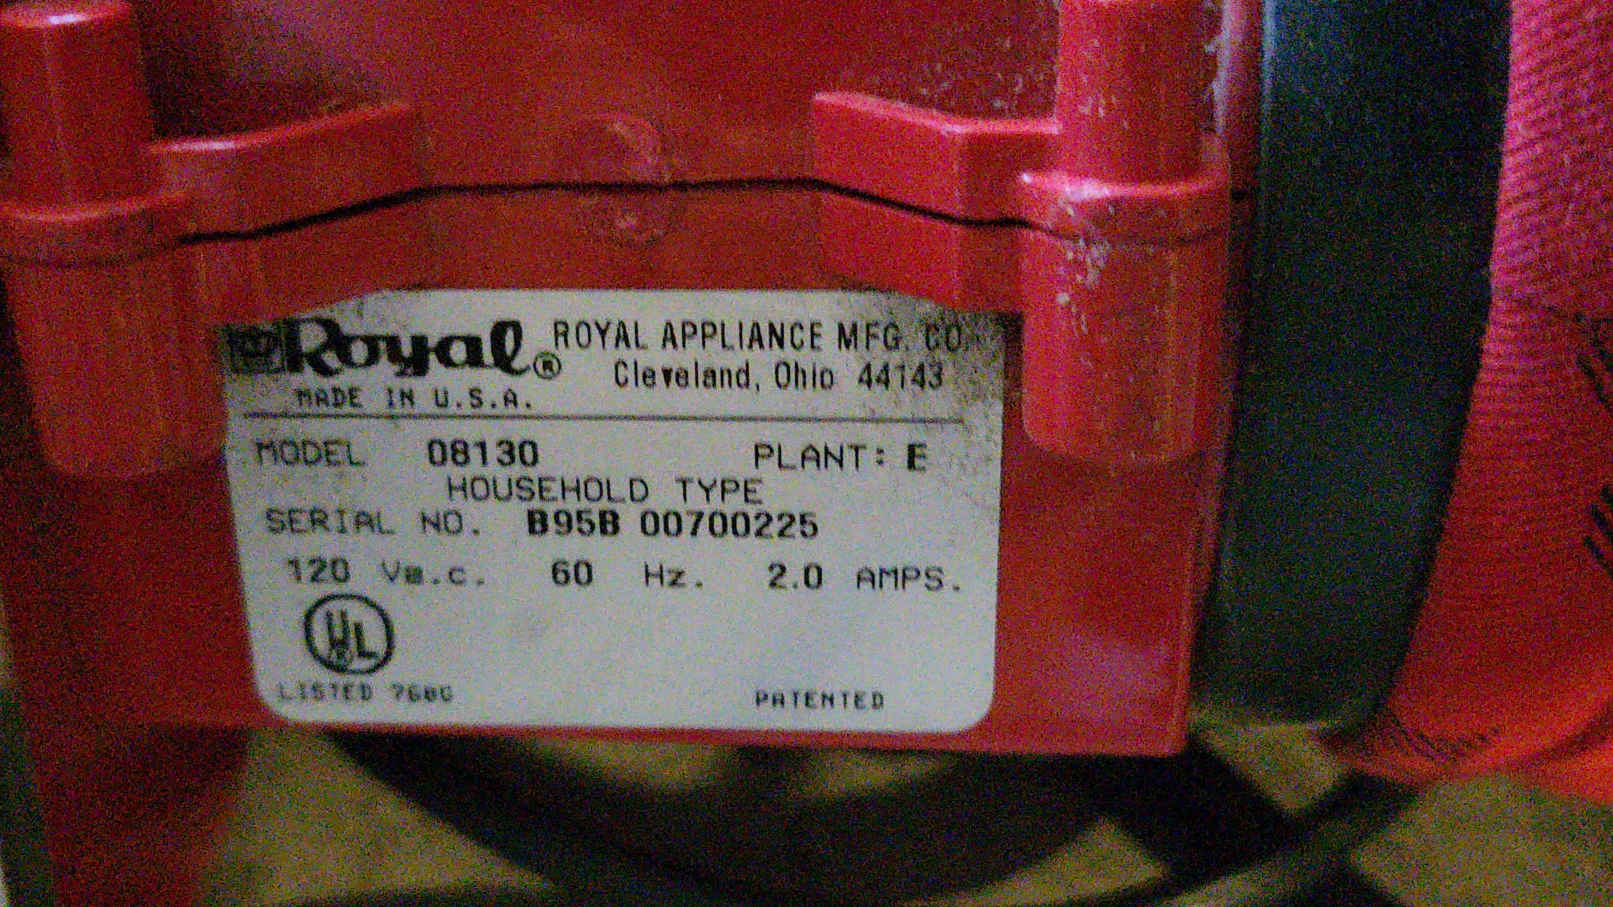 Royal® ROYAL APPLIANCE MFG. CO.
Cleveland, Ohio 44143
MADE IN U.S.A.
MODEL 08130 PLANT: E
HOUSEHOLD TYPE
SERIAL NO. B95B 00700225
120 Va.c. 60 Hz. 2.0 AMPS.
UL
LISTED 768G
PATENTED